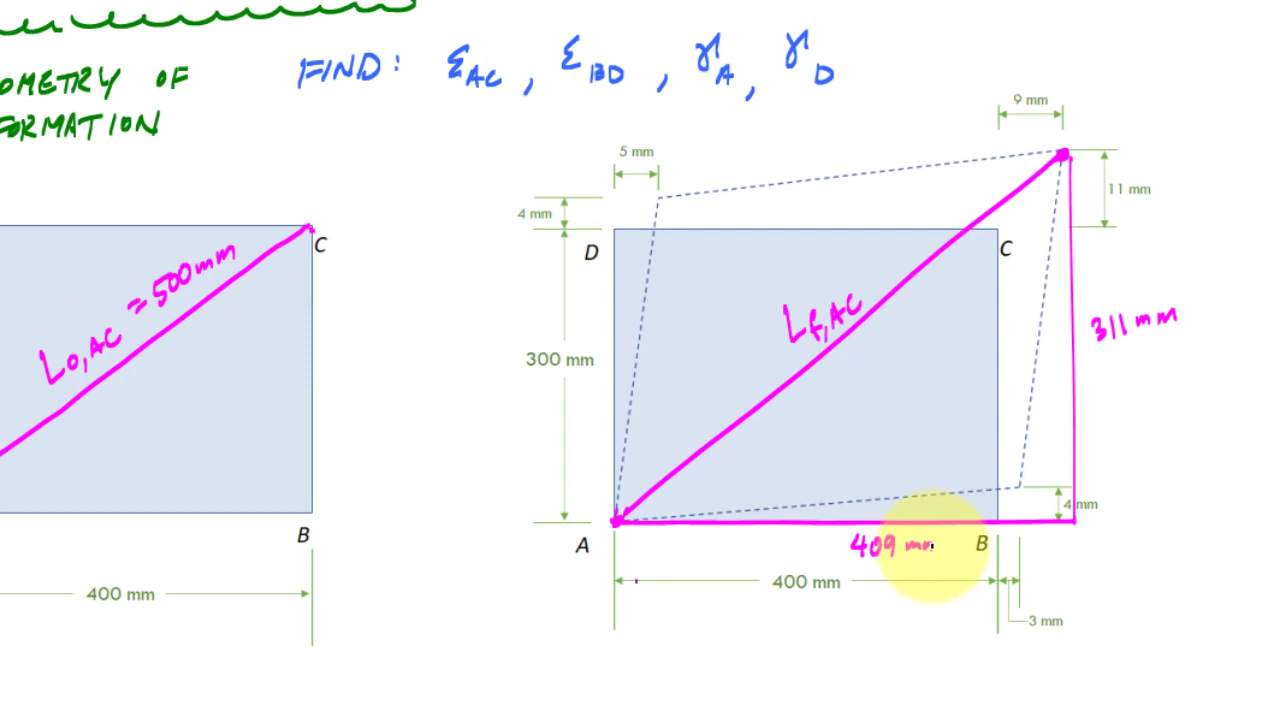 OMETRY OF
FORMATION
FIND: εAC, εBD, γA, γD
L0,AC = 500mm
C
B
400 mm
9 mm
5 mm
11 mm
4 mm
D
C
Lf,AC
311 mm
300 mm
4 mm
A
409 mm
B
400 mm
3 mm